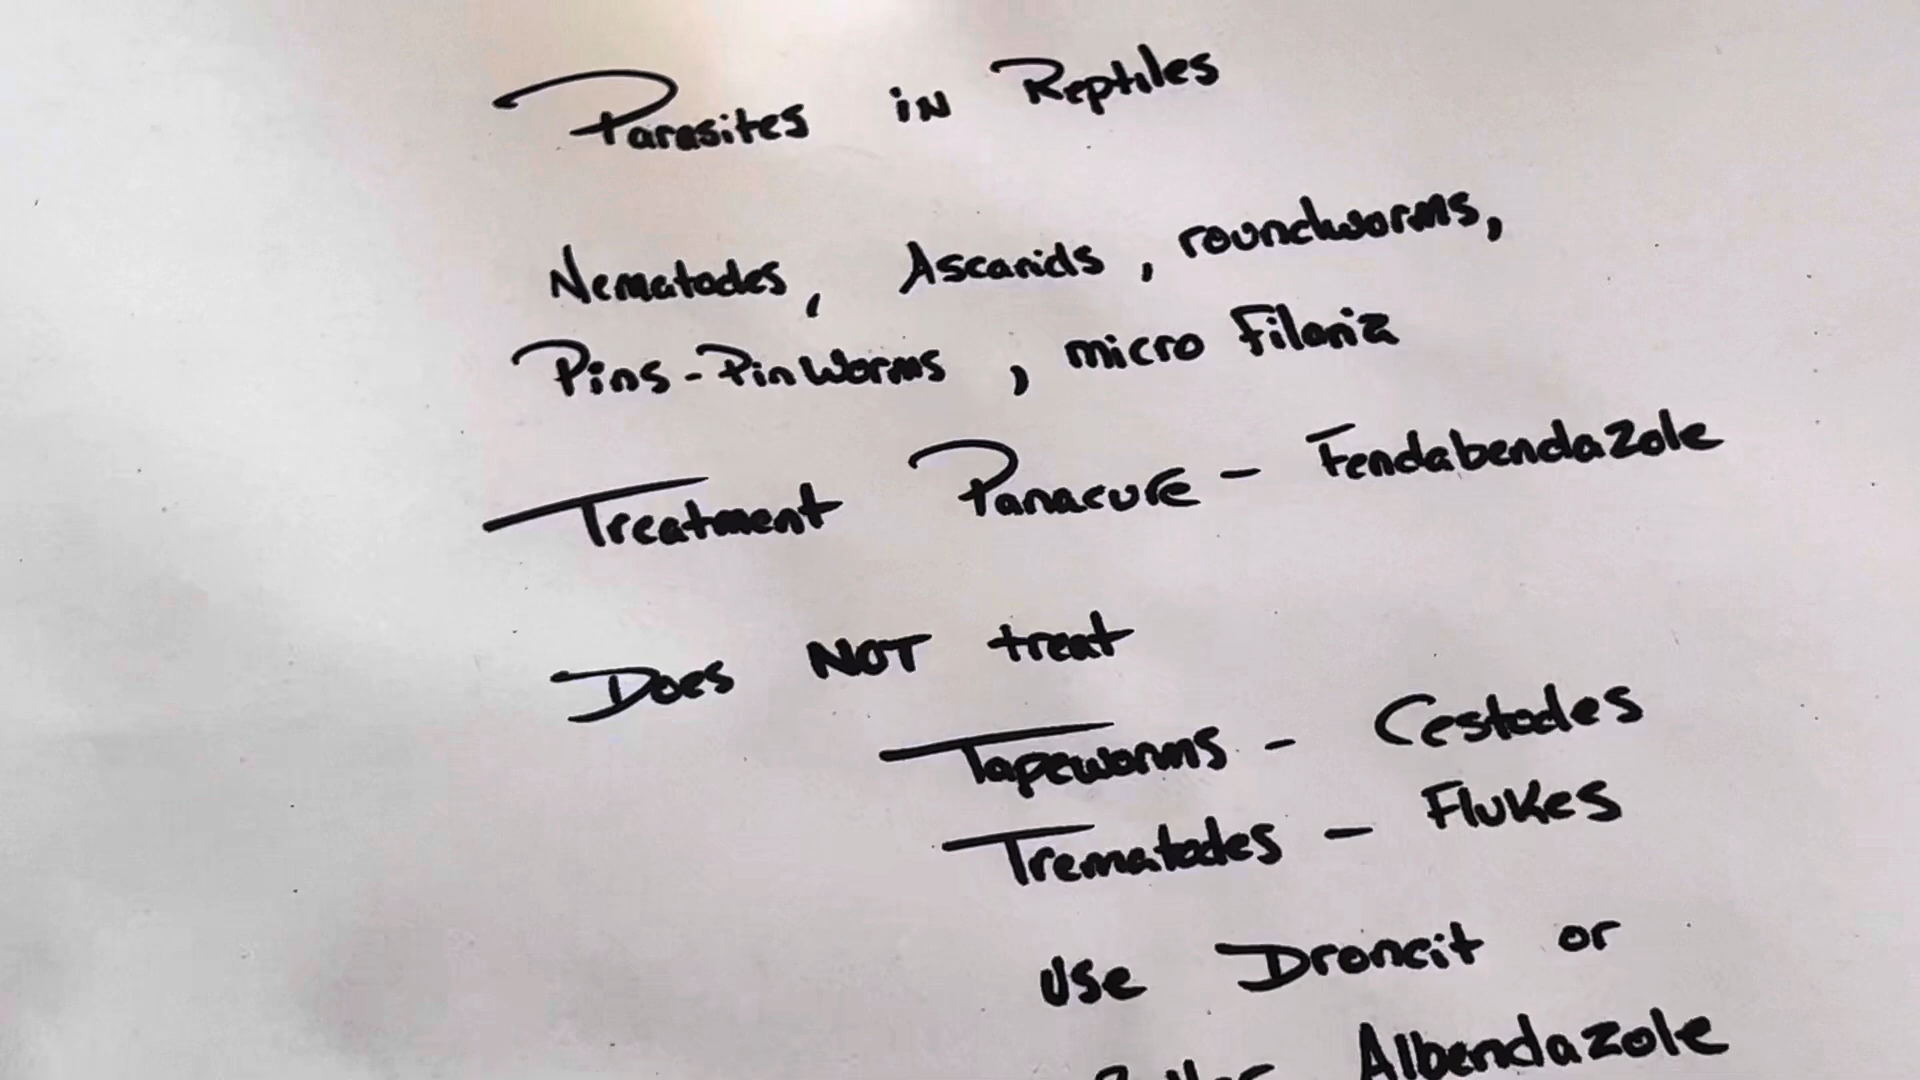 Parasites in Reptiles
Nematodes, Ascarids, roundworms,
Pins-Pinworms, micro Filaria
Treatment Panacure - Fendabendazole
Does NOT treat
Tapeworms - Cestodes
Trematodes - Flukes
Use Droncit or
Albendazole